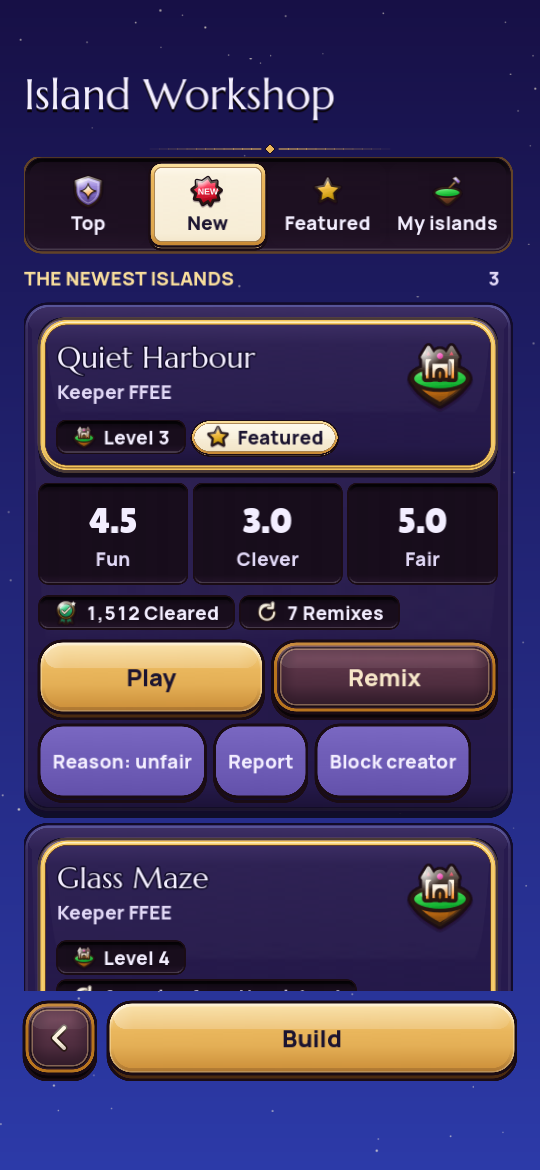 Island Workshop
Top
NEW
New
Featured
My islands
THE NEWEST ISLANDS
3
Quiet Harbour
Keeper FFEE
Level 3
Featured
4.5
3.0
5.0
Fun
Clever
Fair
1,512 Cleared
7 Remixes
Play
Remix
Reason: unfair
Report
Block creator
Glass Maze
Keeper FFEE
Level 4
Build